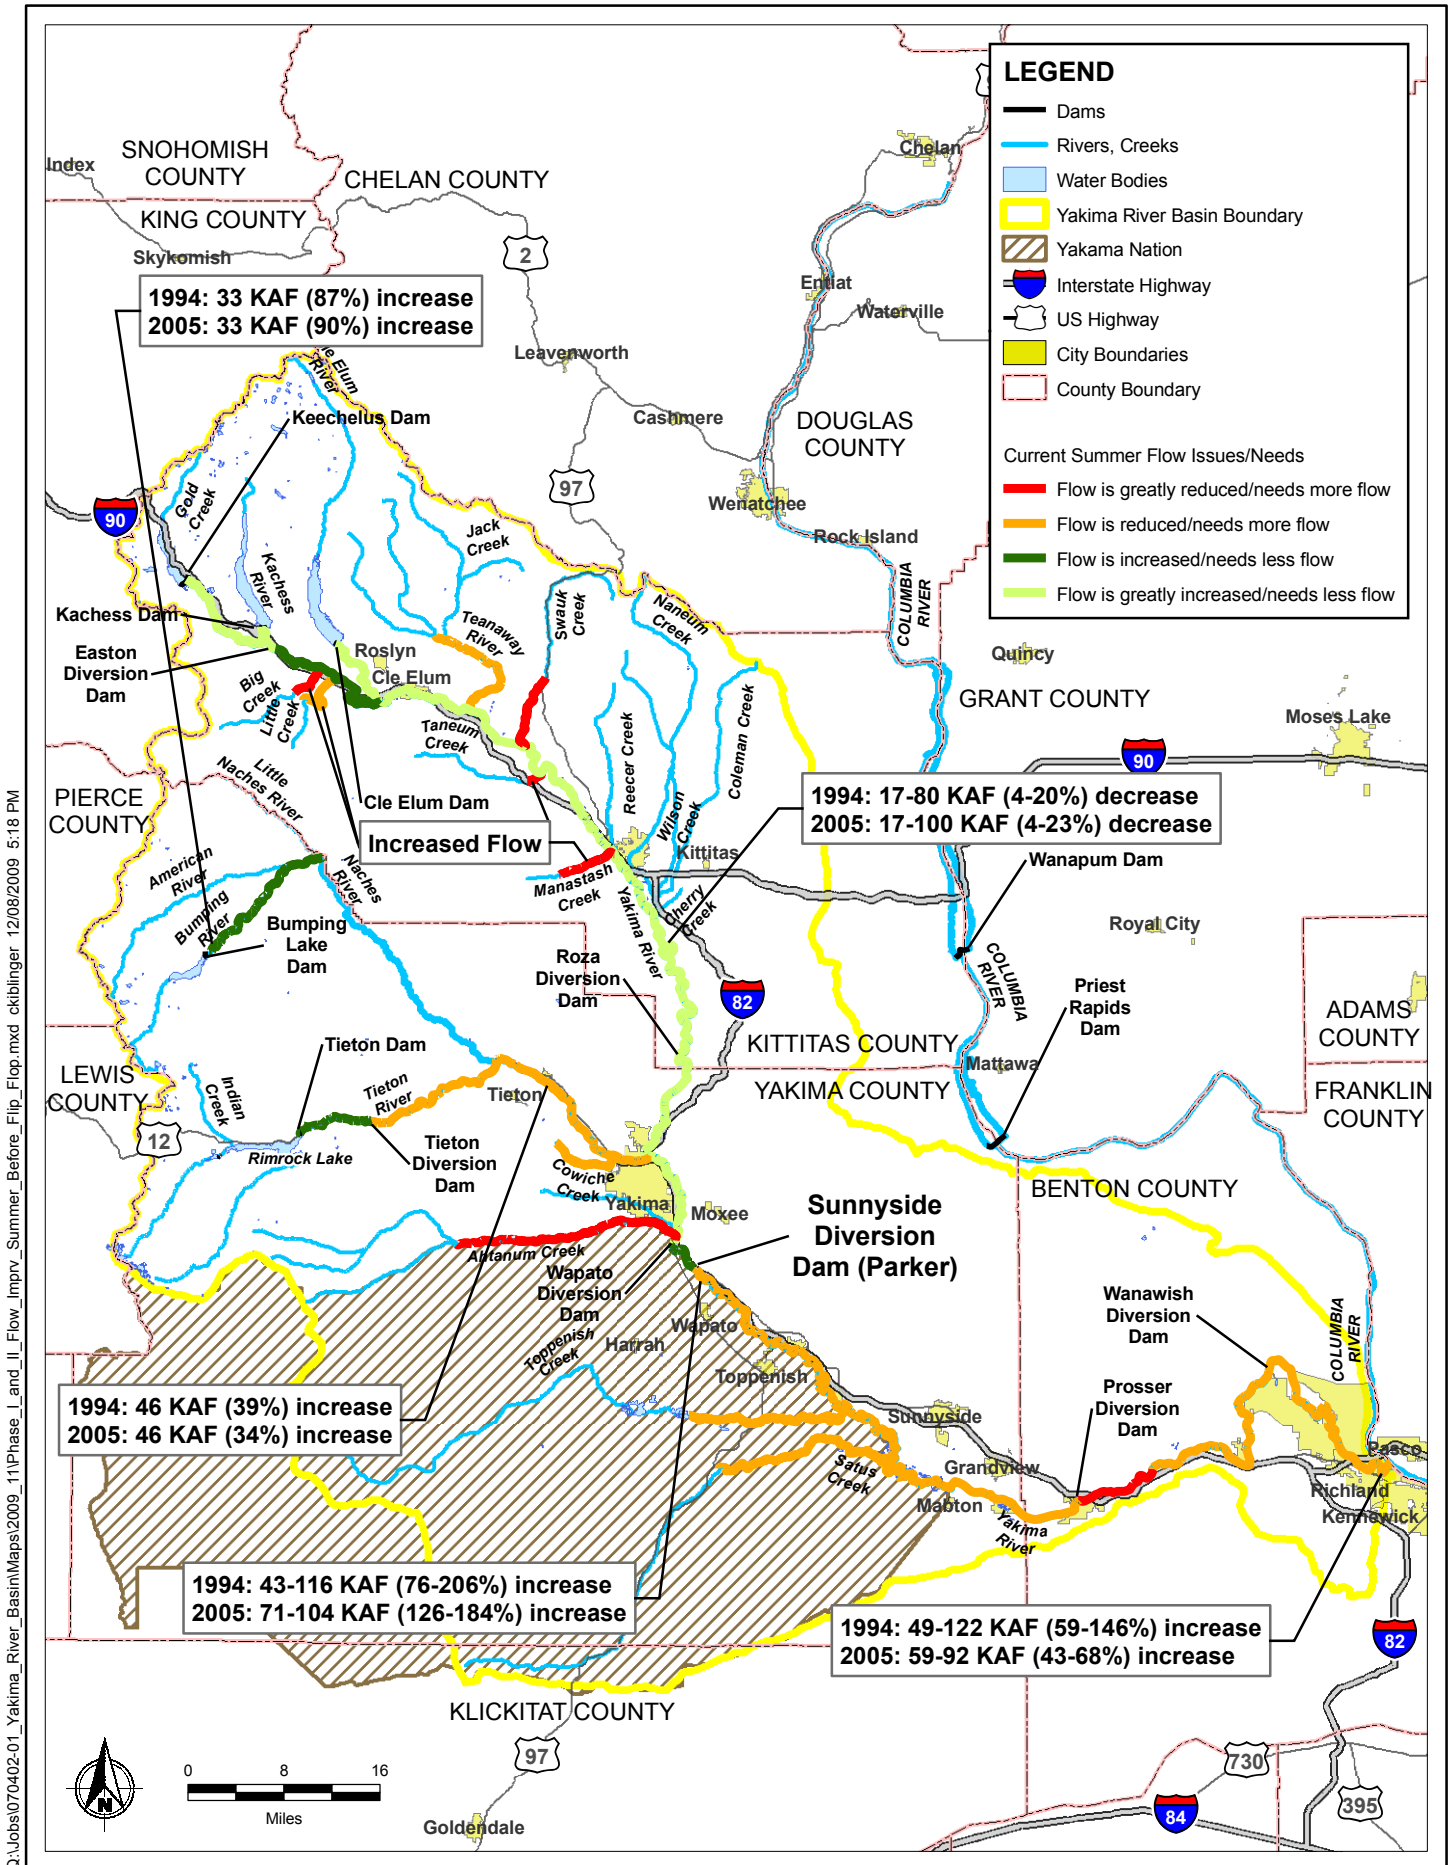 LEGEND
Dams
Rivers, Creeks
Water Bodies
Yakima River Basin Boundary
Yakama Nation
Interstate Highway
US Highway
City Boundaries
County Boundary
Current Summer Flow Issues/Needs
Flow is greatly reduced/needs more flow
Flow is reduced/needs more flow
Flow is increased/needs less flow
Flow is greatly increased/needs less flow
Index
SNOHOMISH
COUNTY
CHELAN COUNTY
KING COUNTY
Skykomish
Chelan
2
Entiat
Waterville
1994: 33 KAF (87%) increase
2005: 33 KAF (90%) increase
Leavenworth
Elum
River
Keechelus Dam
Cashmere
DOUGLAS
COUNTY
97
Wenatchee
Rock Island
90
Gold
Creek
Jack
Creek
Kachess
River
COLUMBIA
RIVER
Kachess Dam
Swauk
Creek
Naneum
Creek
Teanaway
River
Easton
Diversion
Dam
Roslyn
Cle Elum
Quincy
Big
Creek
Little
Creek
GRANT COUNTY
Moses Lake
Taneum
Creek
Reecer Creek
Coleman Creek
90
Little
Naches River
PIERCE
COUNTY
Cle Elum Dam
Wilson
Creek
1994: 17-80 KAF (4-20%) decrease
2005: 17-100 KAF (4-23%) decrease
Increased Flow
Kittitas
Wanapum Dam
American
River
Naches
River
Manastash
Creek
Yakima River
Cherry
Creek
Bumping
River
Bumping
Lake
Dam
Royal City
Roza
Diversion
Dam
82
COLUMBIA
RIVER
Priest
Rapids
Dam
ADAMS
COUNTY
KITTITAS COUNTY
Mattawa
Tieton Dam
LEWIS
COUNTY
YAKIMA COUNTY
FRANKLIN
COUNTY
Indian
Creek
Tieton
River
Tieton
12
Rimrock Lake
Tieton
Diversion
Dam
Cowiche
Creek
Yakima
Moxee
BENTON COUNTY
Sunnyside
Diversion
Dam (Parker)
Ahtanum Creek
Wapato
Diversion
Dam
Wanawish
Diversion
Dam
COLUMBIA
RIVER
Wapato
Harrah
Toppenish
Creek
Toppenish
Prosser
Diversion
Dam
1994: 46 KAF (39%) increase
2005: 46 KAF (34%) increase
Sunnyside
Pasco
Satus
Creek
Grandview
Richland
Mabton
Kennewick
Yakima
River
1994: 43-116 KAF (76-206%) increase
2005: 71-104 KAF (126-184%) increase
1994: 49-122 KAF (59-146%) increase
2005: 59-92 KAF (43-68%) increase
82
KLICKITAT COUNTY
97
730
395
84
N
0 8 16
Miles
Goldendale
Q:\Jobs\070402-01_Yakima_River_Basin\Maps\2009_11\Phase_I_and_II_Flow_Imprv_Summer_Before_Flip_Flop.mxd ckiblinger 12/08/2009 5:18 PM